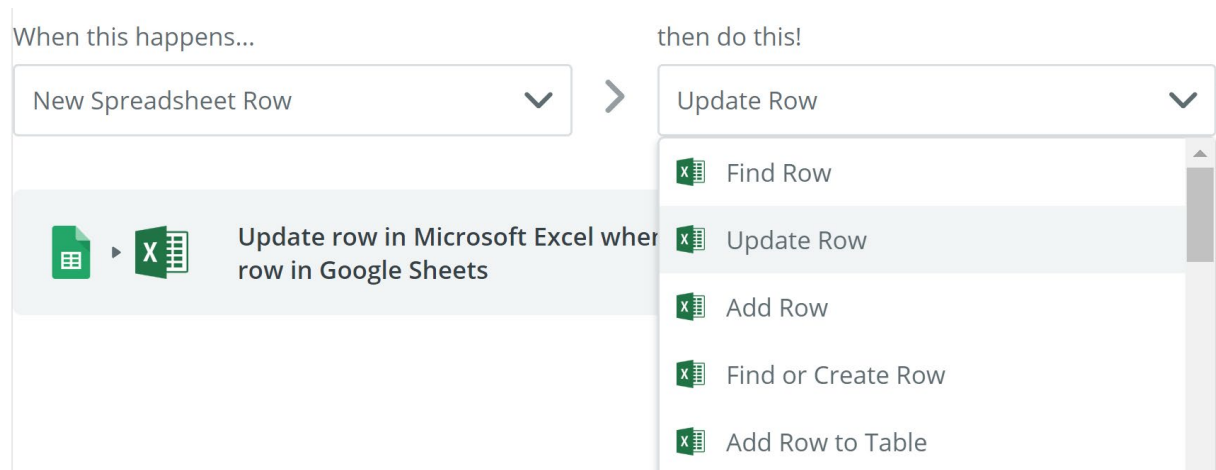 When this happens...
then do this!
New Spreadsheet Row
Update Row
Find Row
Update row in Microsoft Excel
row in Google Sheets
Update Row
Add Row
Find or Create Row
Add Row to Table